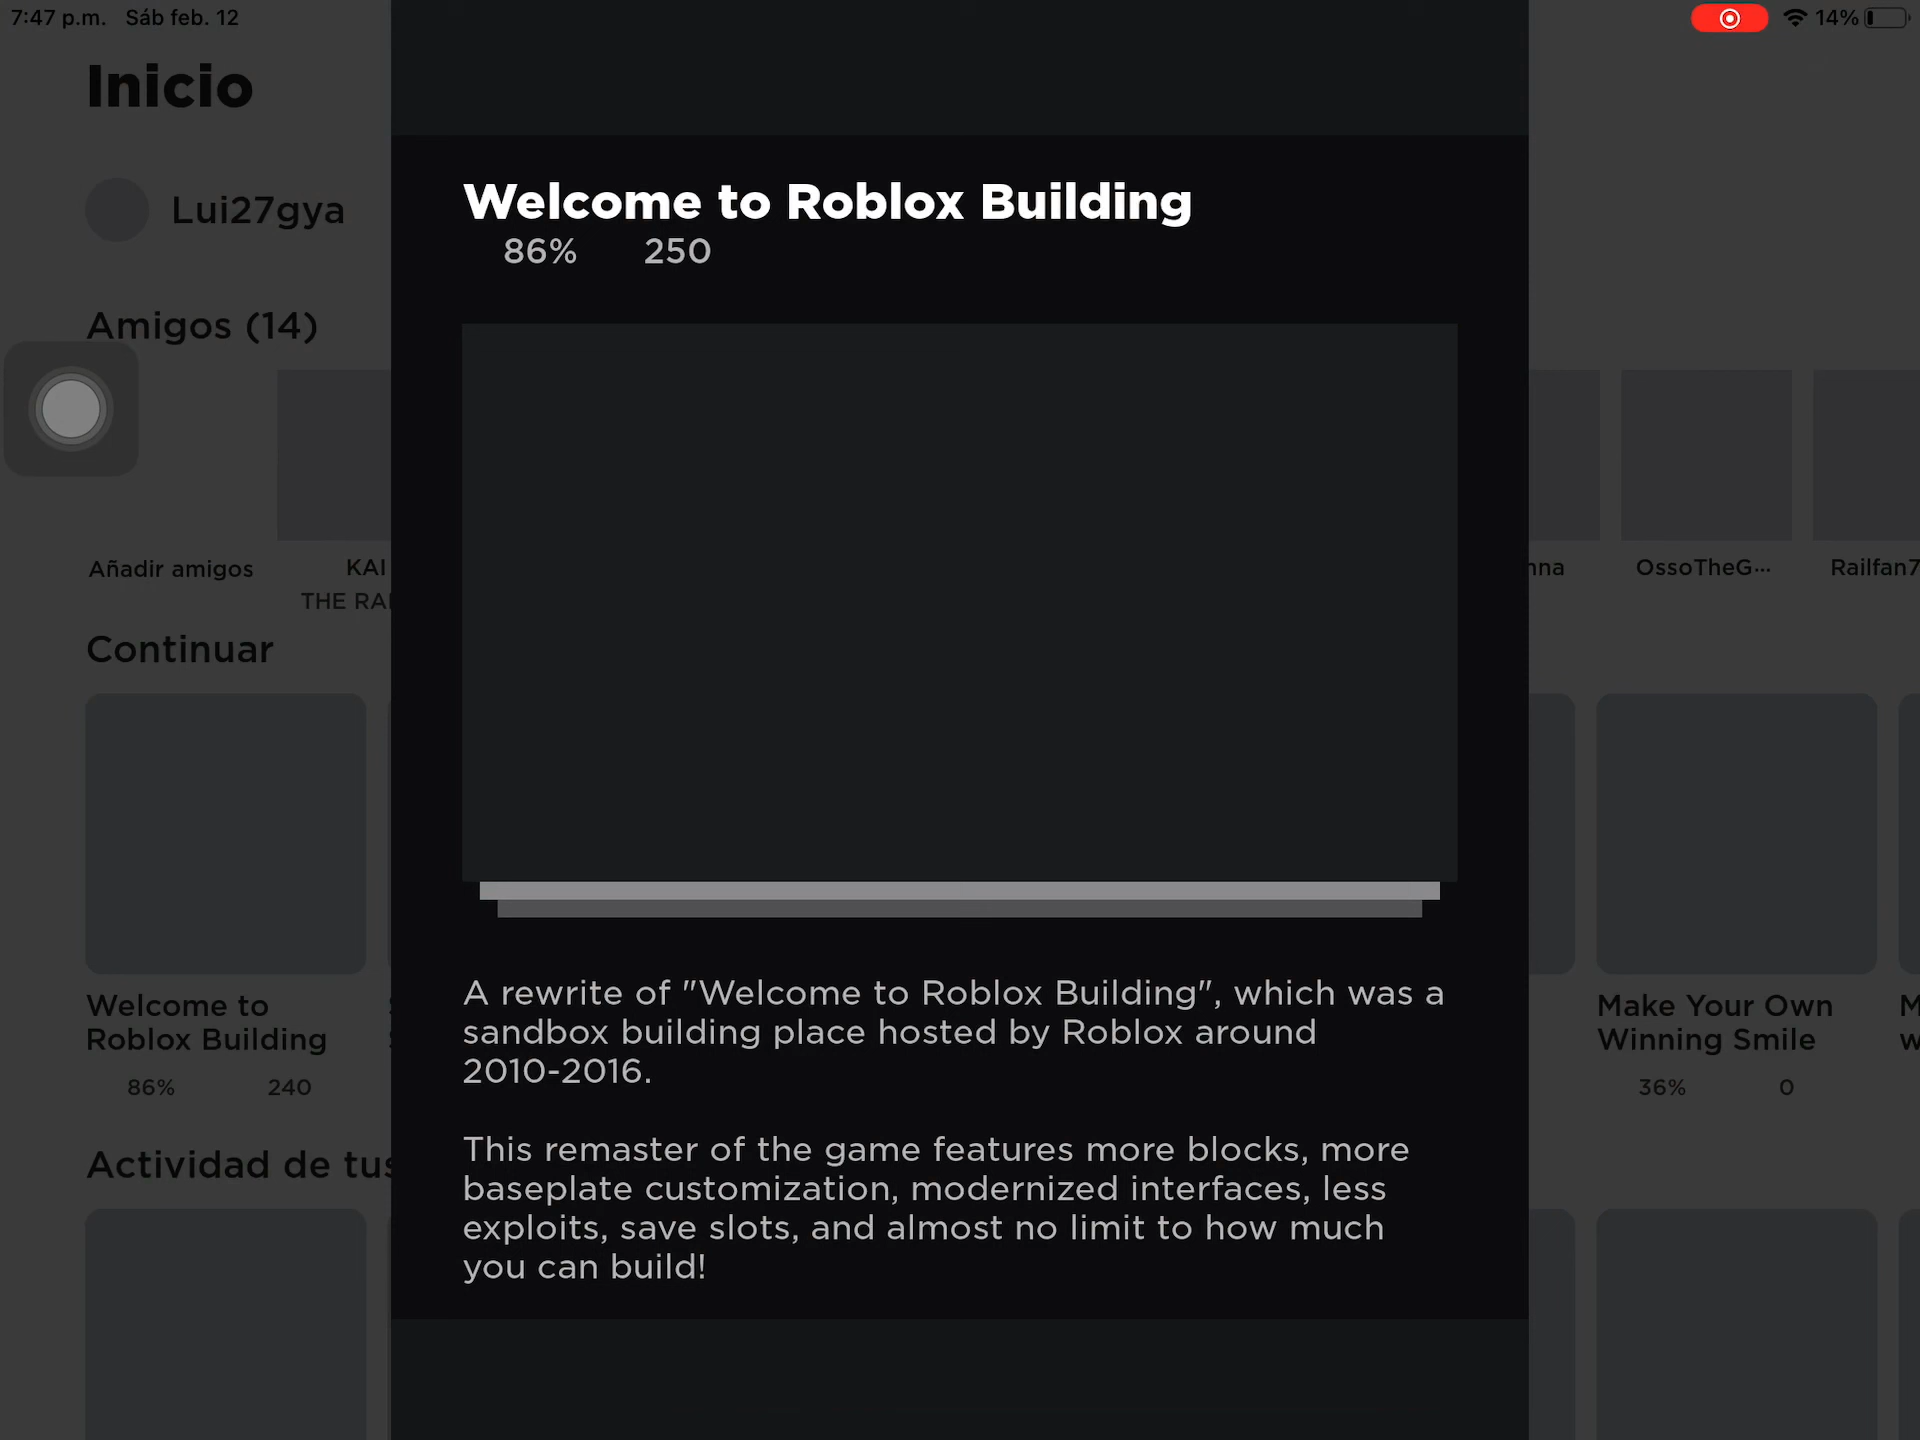 7:47 p.m. Sáb feb. 12
14%
Inicio
Lui27gya
Amigos (14)
Añadir amigos
KAI
THE RAI
nna
OssoTheG...
Railfan7
Continuar
Welcome to
Roblox Building
86% 240
Make Your Own
Winning Smile
36% 0
Actividad de tus
Welcome to Roblox Building
86% 250
A rewrite of "Welcome to Roblox Building", which was a
sandbox building place hosted by Roblox around
2010-2016.
This remaster of the game features more blocks, more
baseplate customization, modernized interfaces, less
exploits, save slots, and almost no limit to how much
you can build!